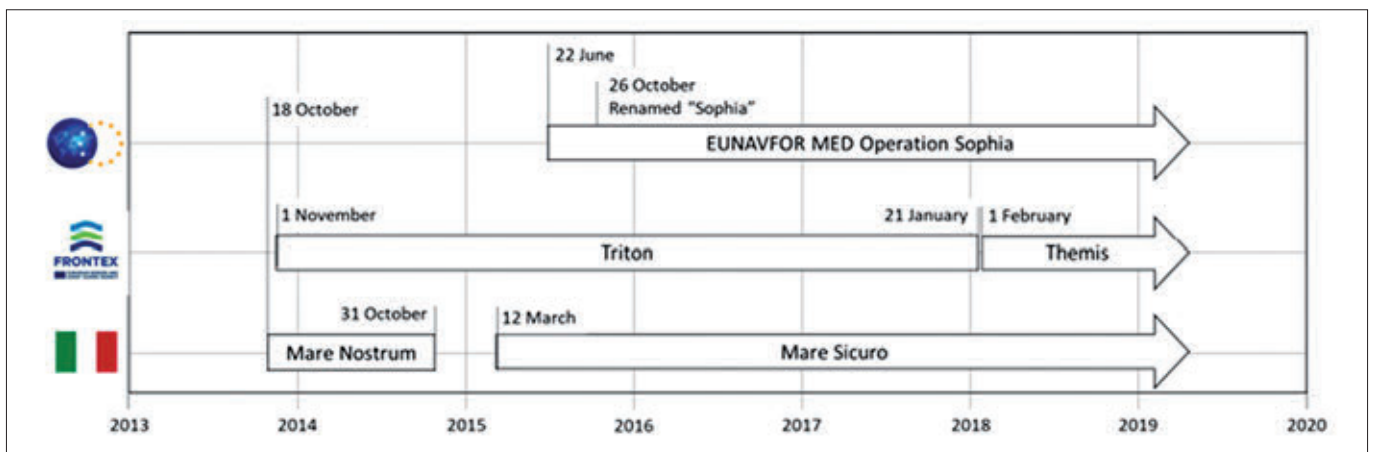 22 June
26 October
Renamed "Sophia"
18 October
EUNAVFOR MED Operation Sophia
1 November
21 January
1 February
FRONTEX
Triton
Themis
31 October
12 March
Mare Nostrum
Mare Sicuro
2013 2014 2015 2016 2017 2018 2019 2020